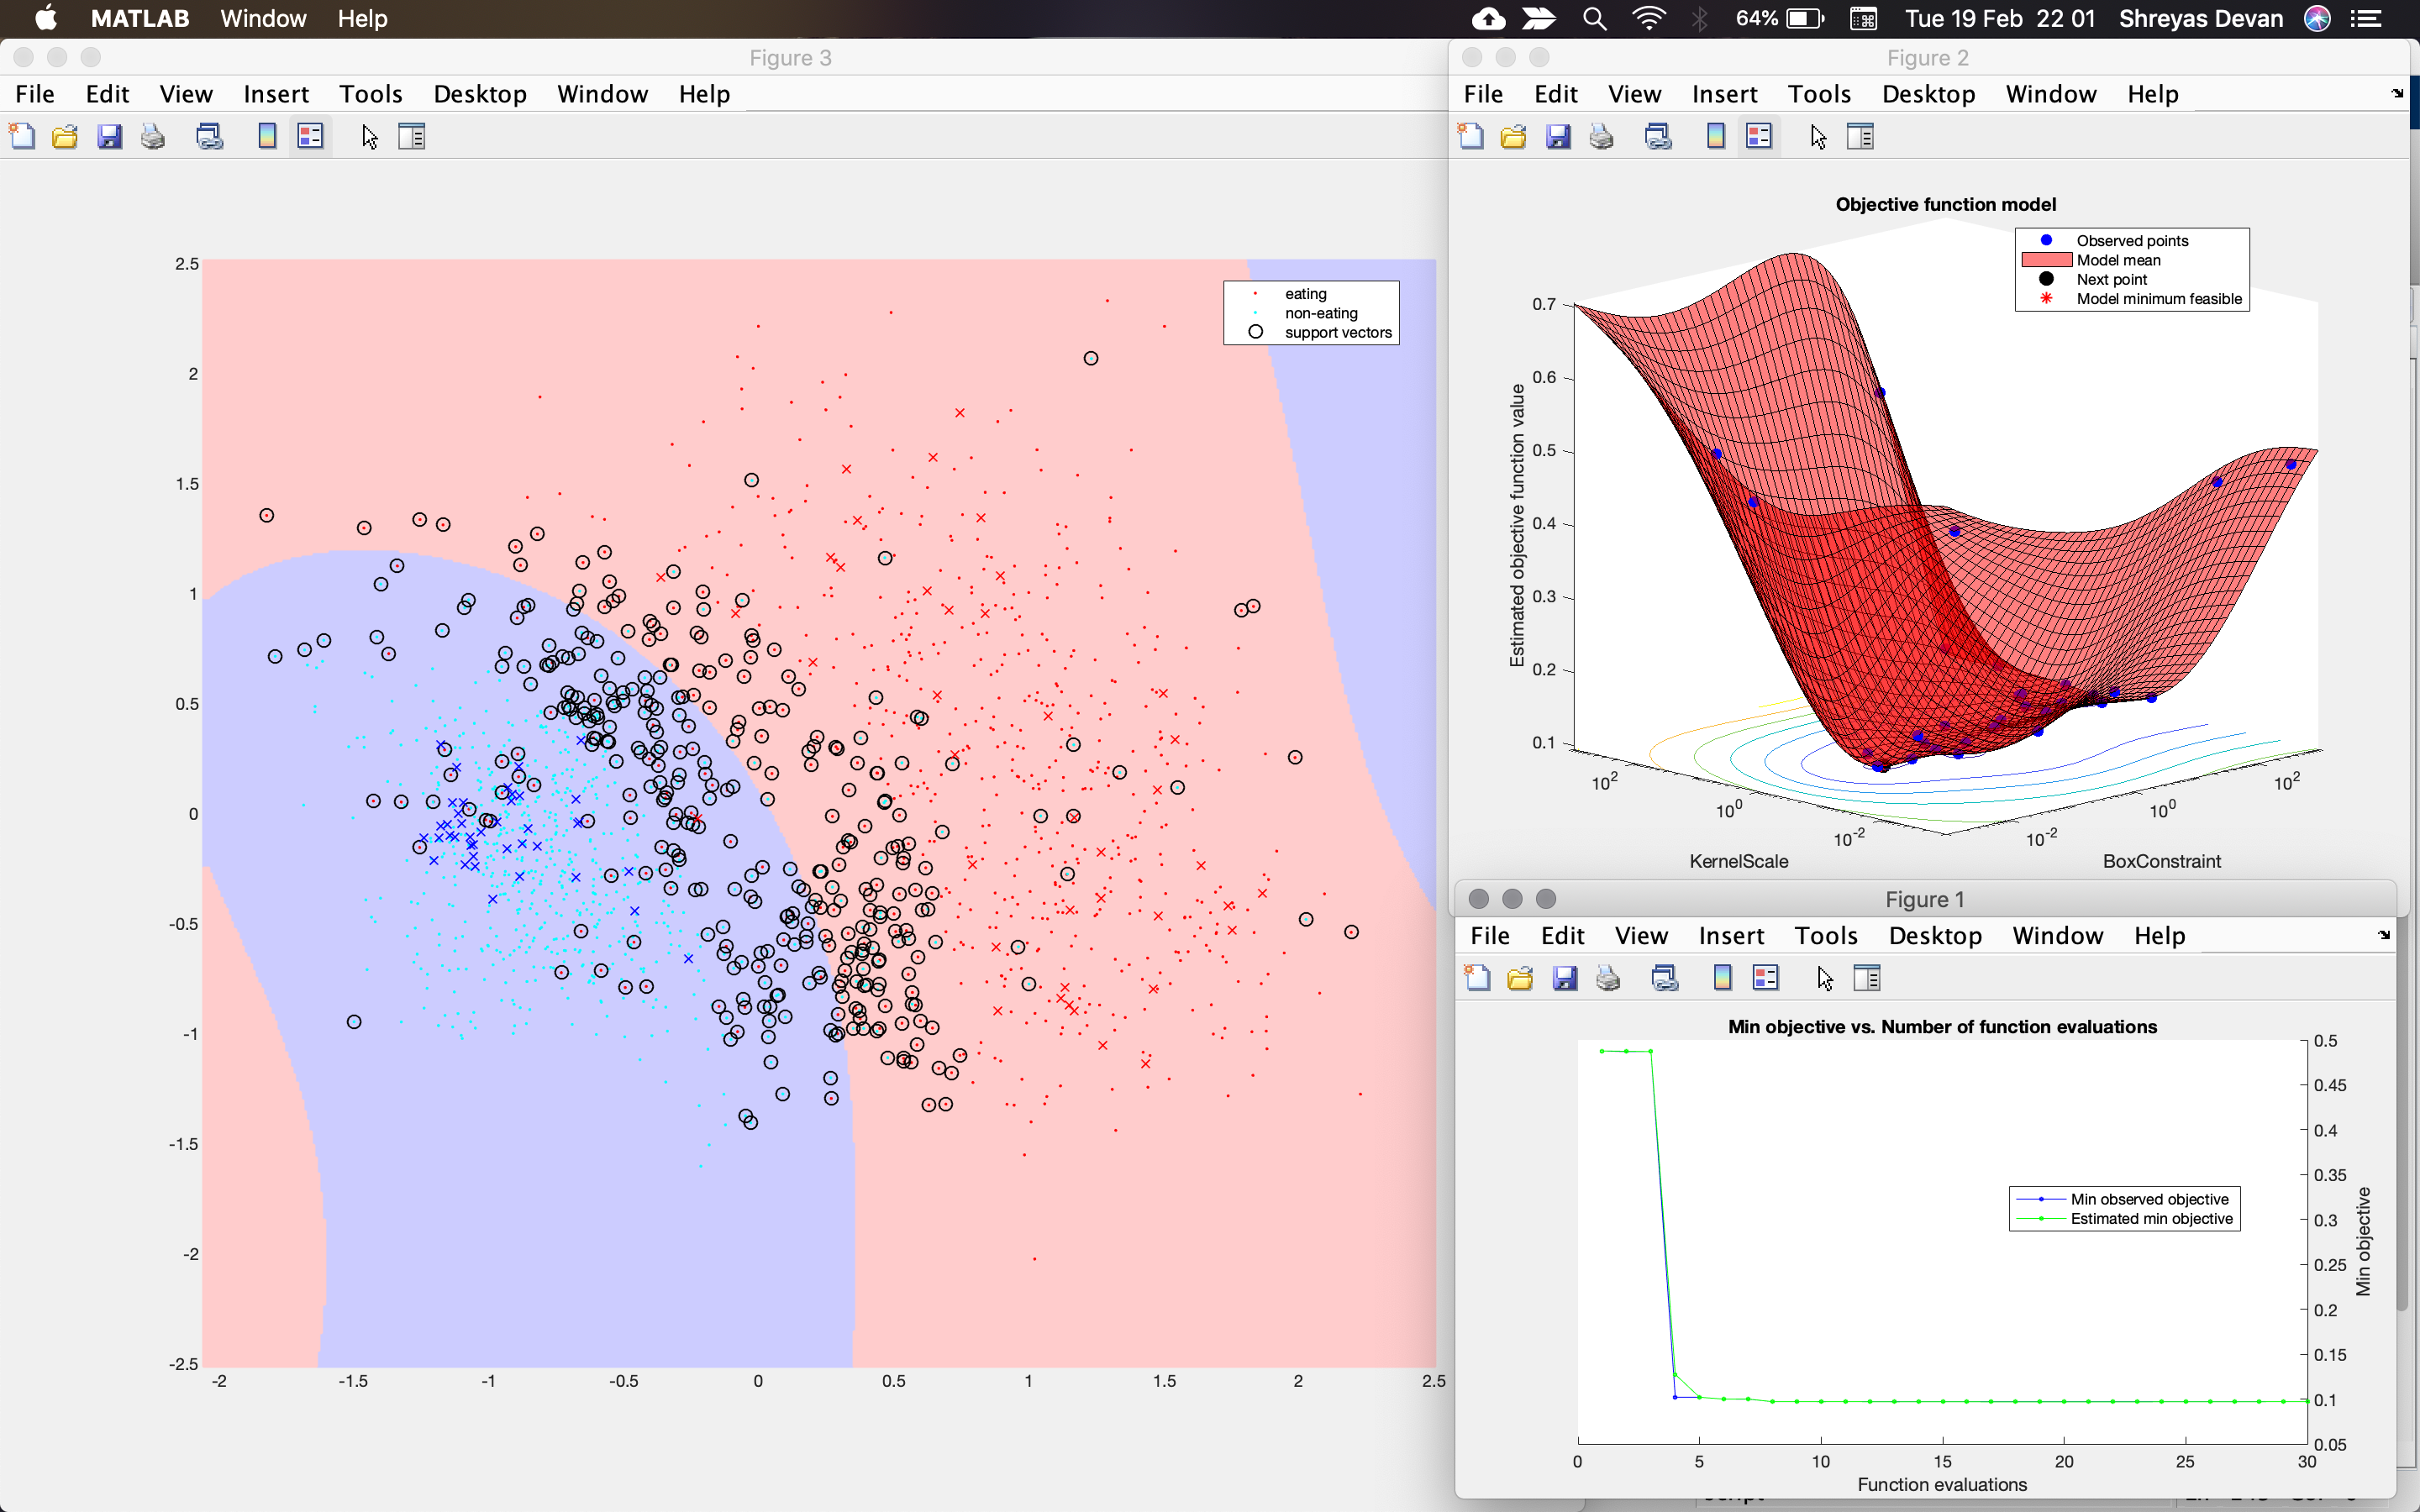 MATLAB Window Help 64% Tue 19 Feb 22 01 Shreyas Devan
Figure 3
File Edit View Insert Tools Desktop Window Help
2.5
2
1.5
1
0.5
0
-0.5
-1
-1.5
-2
-2.5
-2 -1.5 -1 -0.5 0 0.5 1 1.5 2 2.5
eating
non-eating
support vectors
Figure 2
File Edit View Insert Tools Desktop Window Help
Objective function model
Observed points
Model mean
Next point
Model minimum feasible
Estimated objective function value
0.7
0.6
0.5
0.4
0.3
0.2
0.1
10² 10⁰ 10⁻² 10⁻² 10⁰ 10²
KernelScale BoxConstraint
Figure 1
File Edit View Insert Tools Desktop Window Help
Min objective vs. Number of function evaluations
0.5
0.45
0.4
0.35
0.3
0.25
0.2
0.15
0.1
0.05
Min objective
Min observed objective
Estimated min objective
0 5 10 15 20 25 30
Function evaluations